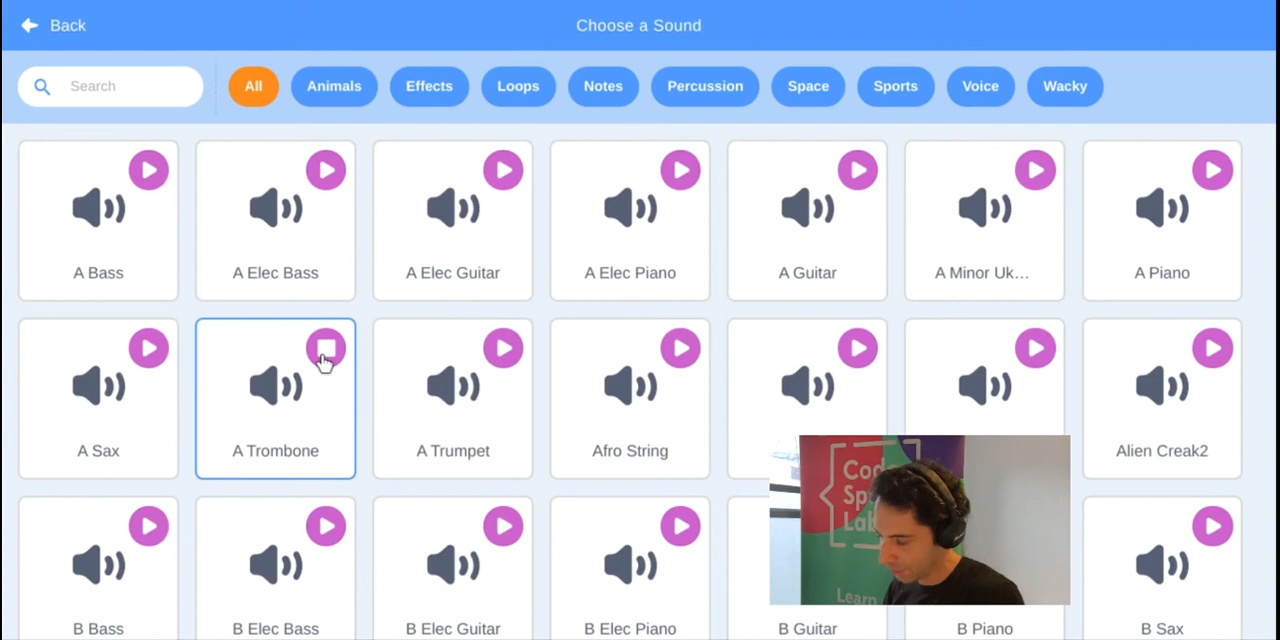 Back
Choose a Sound
Search
All
Animals
Effects
Loops
Notes
Percussion
Space
Sports
Voice
Wacky
A Bass
A Elec Bass
A Elec Guitar
A Elec Piano
A Guitar
A Minor Uk...
A Piano
A Sax
A Trombone
A Trumpet
Afro String
Alien Creak2
B Bass
B Elec Bass
B Elec Guitar
B Elec Piano
B Guitar
B Piano
B Sax
Learn